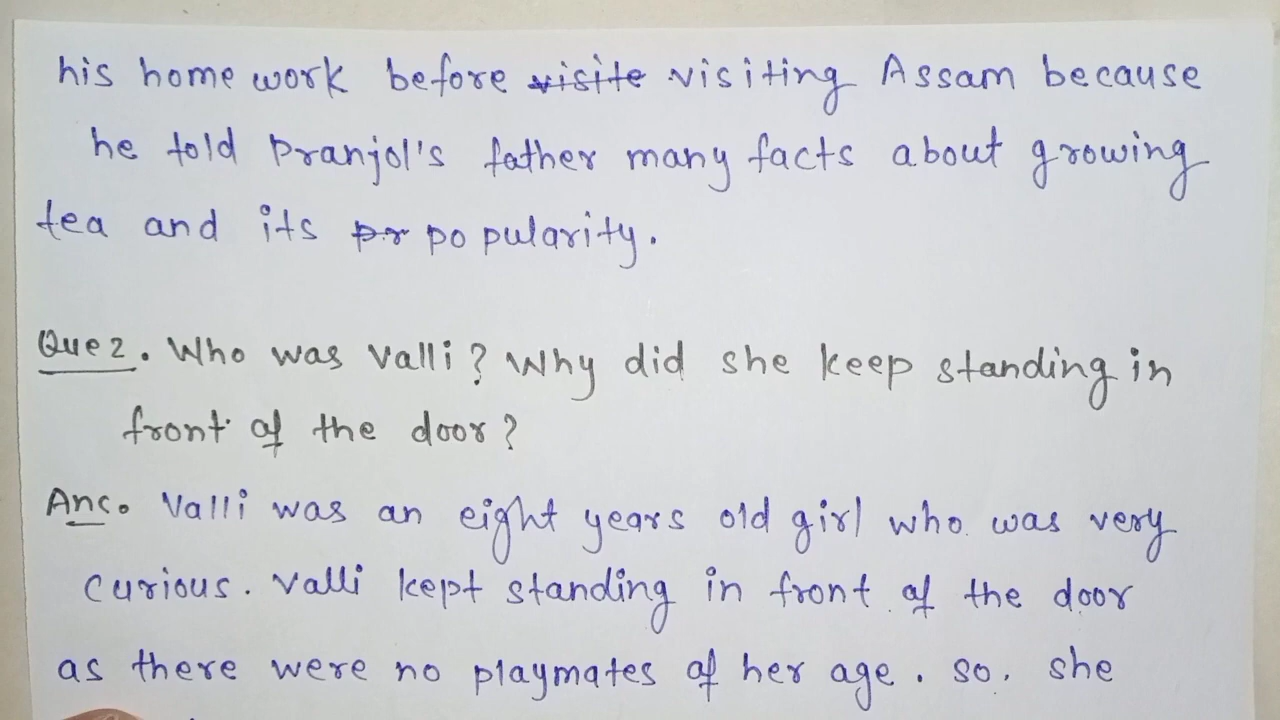 his home work before visite visiting Assam because
he told Pranjol's father many facts about growing
tea and its pr popularity.
Que 2. Who was Valli? Why did she keep standing in
front of the door?
Ans. Valli was an eight years old girl who was very
curious. Valli kept standing in front of the door
as there were no playmates of her age. so, she